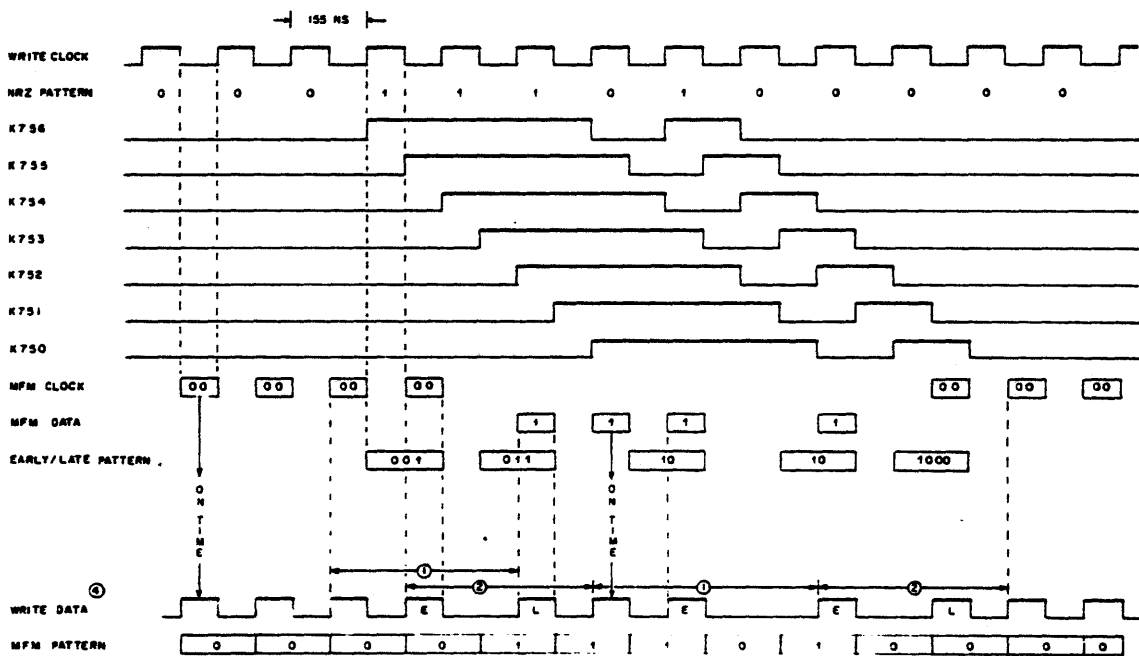 155 NS
WRITE CLOCK
NRZ PATTERN 0 0 0 1 1 1 0 1 0 0 0 0 0
K756
K755
K754
K753
K752
K751
K750
MFM CLOCK 00 00 00 00 00 00 00
MFM DATA 1 1 1 1
EARLY/LATE PATTERN 001 011 10 10 1000
ON TIME ON TIME
① ② ① ②
④
WRITE DATA E L E E L
MFM PATTERN 0 0 0 0 1 1 1 0 1 0 0 0 0